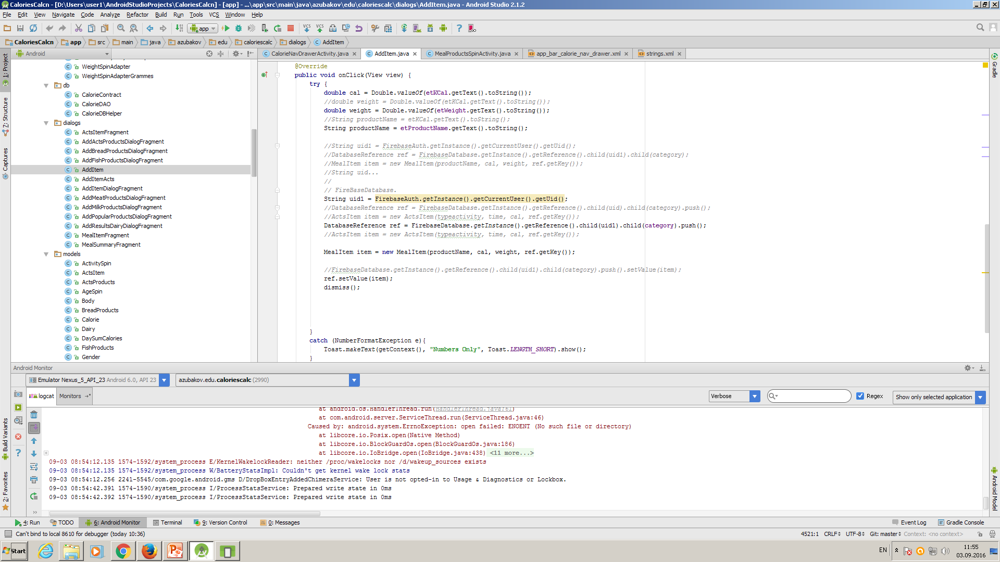 CaloriesCalcn - [D:\Users\user1\AndroidStudioProjects\CaloriesCalcn] - [app] - ...\app\src\main\java\azubakov\edu\caloriescalc\dialogs\AddItem.java - Android Studio 2.1.2
File Edit View Navigate Code Analyze Refactor Build Run Tools VCS Window Help
app
CaloriesCalcn app src main java azubakov edu caloriescalc dialogs AddItem
Android
CalorieNavDrawerActivity.java AddItem.java MealProductsSpinActivity.java app_bar_calorie_nav_drawer.xml strings.xml
1: Project
Z: Structure
Captures
Build Variants
2: Favorites
WeightSpinAdapter
WeightSpinAdapterGrammes
db
CalorieContract
CalorieDAO
CalorieDBHelper
dialogs
ActsItemFragment
AddActsProductsDialogFragment
AddBreadProductsDialogFragment
AddFishProductsDialogFragment
AddItem
AddItemActs
AddItemDialogFragment
AddMeatProductsDialogFragment
AddMilkProductsDialogFragment
AddPopularProductsDialogFragment
AddResultsDairyDialogFragment
MealItemFragment
MealSummaryFragment
models
ActivitySpin
ActsItem
ActsProducts
AgeSpin
Body
BreadProducts
Calorie
Dairy
DaySumCalories
FishProducts
Gender
@Override
public void onClick(View view) {
try {
double cal = Double.valueOf(etKCal.getText().toString());
//double weight = Double.valueOf(etKCal.getText().toString());
double weight = Double.valueOf(etWeight.getText().toString());
//String productName = etKCal.getText().toString();
String productName = etProductName.getText().toString();
//String uid1 = FirebaseAuth.getInstance().getCurrentUser().getUid();
//DatabaseReference ref = FirebaseDatabase.getInstance().getReference().child(uid1).child(category);
//MealItem item = new MealItem(productName, cal, weight, ref.getKey());
//String uid...
//
// FireBaseDatabase.
String uid1 = FirebaseAuth.getInstance().getCurrentUser().getUid();
//DatabaseReference ref = FirebaseDatabase.getInstance().getReference().child(uid).child(category).push();
//ActsItem item = new ActsItem(typeactivity, time, cal, ref.getKey());
DatabaseReference ref = FirebaseDatabase.getInstance().getReference().child(uid1).child(category).push();
//ActsItem item = new ActsItem(typeactivity, time, cal, ref.getKey());
MealItem item = new MealItem(productName, cal, weight, ref.getKey());
//FirebaseDatabase.getInstance().getReference().child(uid1).child(category).push().setValue(item);
ref.setValue(item);
dismiss();
}
catch (NumberFormatException e){
Toast.makeText(getContext(), "Numbers Only", Toast.LENGTH_SHORT).show();
}
Gradle
Android Model
Android Monitor
Emulator Nexus_5_API_23 Android 6.0, API 23 azubakov.edu.caloriescalc (2990)
logcat Monitors Verbose Regex Show only selected application
at android.os.HandlerThread.run(HandlerThread.java:61)
at com.android.server.ServiceThread.run(ServiceThread.java:46)
Caused by: android.system.ErrnoException: open failed: ENOENT (No such file or directory)
at libcore.io.Posix.open(Native Method)
at libcore.io.BlockGuardOs.open(BlockGuardOs.java:186)
at libcore.io.IoBridge.open(IoBridge.java:438) <11 more...>
09-03 08:54:12.135 1574-1592/system_process E/KernelWakelockReader: neither /proc/wakelocks nor /d/wakeup_sources exists
09-03 08:54:12.135 1574-1592/system_process W/BatteryStatsImpl: Couldn't get kernel wake lock stats
09-03 08:54:12.256 2241-5545/com.google.android.gms D/DropBoxEntryAddedChimeraService: User is not opted-in to Usage & Diagnostics or Lockbox.
09-03 08:54:42.391 1574-1590/system_process I/ProcessStatsService: Prepared write state in 0ms
09-03 08:54:42.392 1574-1590/system_process I/ProcessStatsService: Prepared write state in 0ms
4: Run TODO 6: Android Monitor Terminal 9: Version Control 0: Messages Event Log Gradle Console
Can't bind to local 8610 for debugger (today 10:36) 4521:1 CRLF UTF-8 Git: master Context: <no context>
Start EN 11:55
03.09.2016